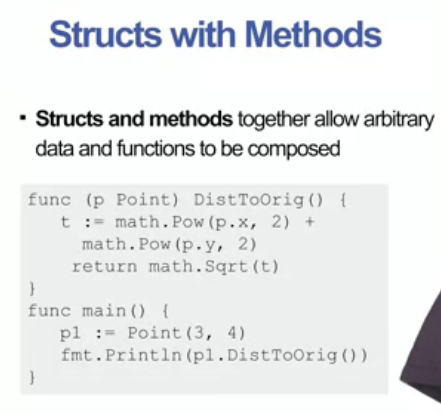 Structs with Methods
▪ Structs and methods together allow arbitrary
data and functions to be composed
func (p Point) DistToOrig() {
t := math.Pow(p.x, 2) +
math.Pow(p.y, 2)
return math.Sqrt(t)
}
func main() {
p1 := Point(3, 4)
fmt.Println(p1.DistToOrig())
}